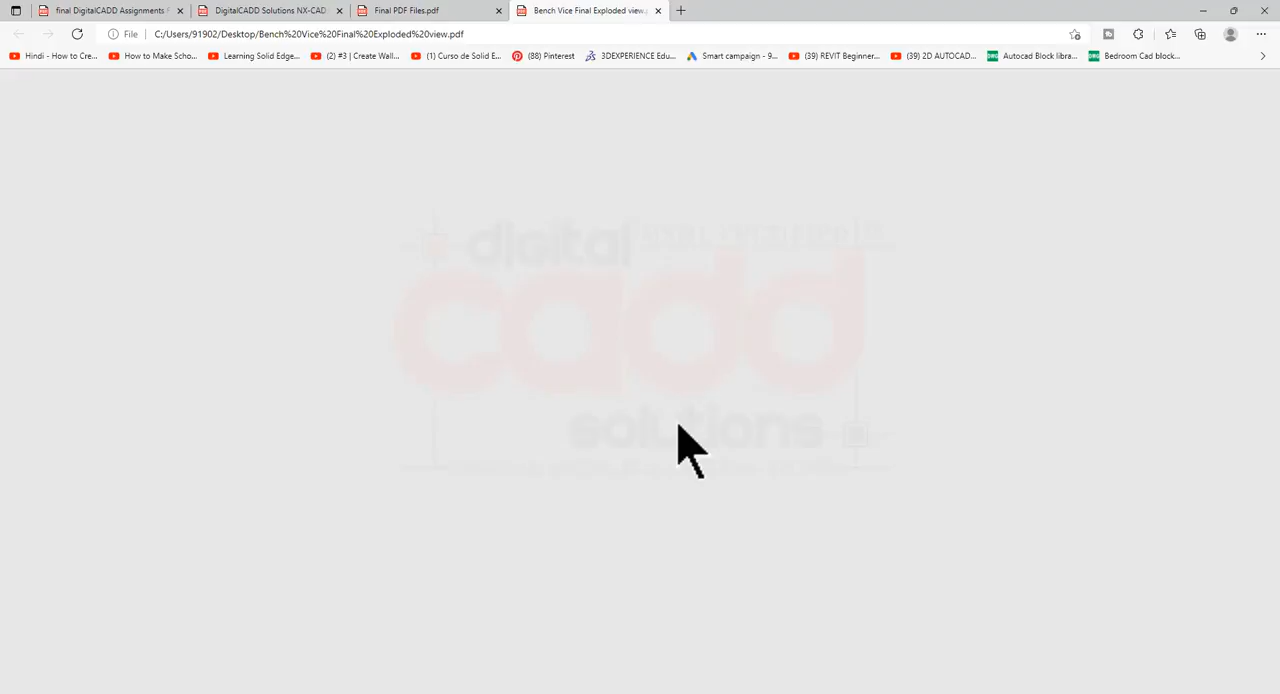 final DigitalCADD Assignments F
DigitalCADD Solutions NX-CAD
Final PDF Files.pdf
Bench Vice Final Exploded view.p
File
C:/Users/91902/Desktop/Bench%20Vice%20Final%20Exploded%20view.pdf
Hindi - How to Cre...
How to Make Scho...
Learning Solid Edge...
(2) #3 | Create Wall...
(1) Curso de Solid E...
(88) Pinterest
3DEXPERIENCE Edu...
Smart campaign - 9...
(39) REVIT Beginner...
(39) 2D AUTOCAD...
Autocad Block libra...
Bedroom Cad block...
digital
cadd
solutions